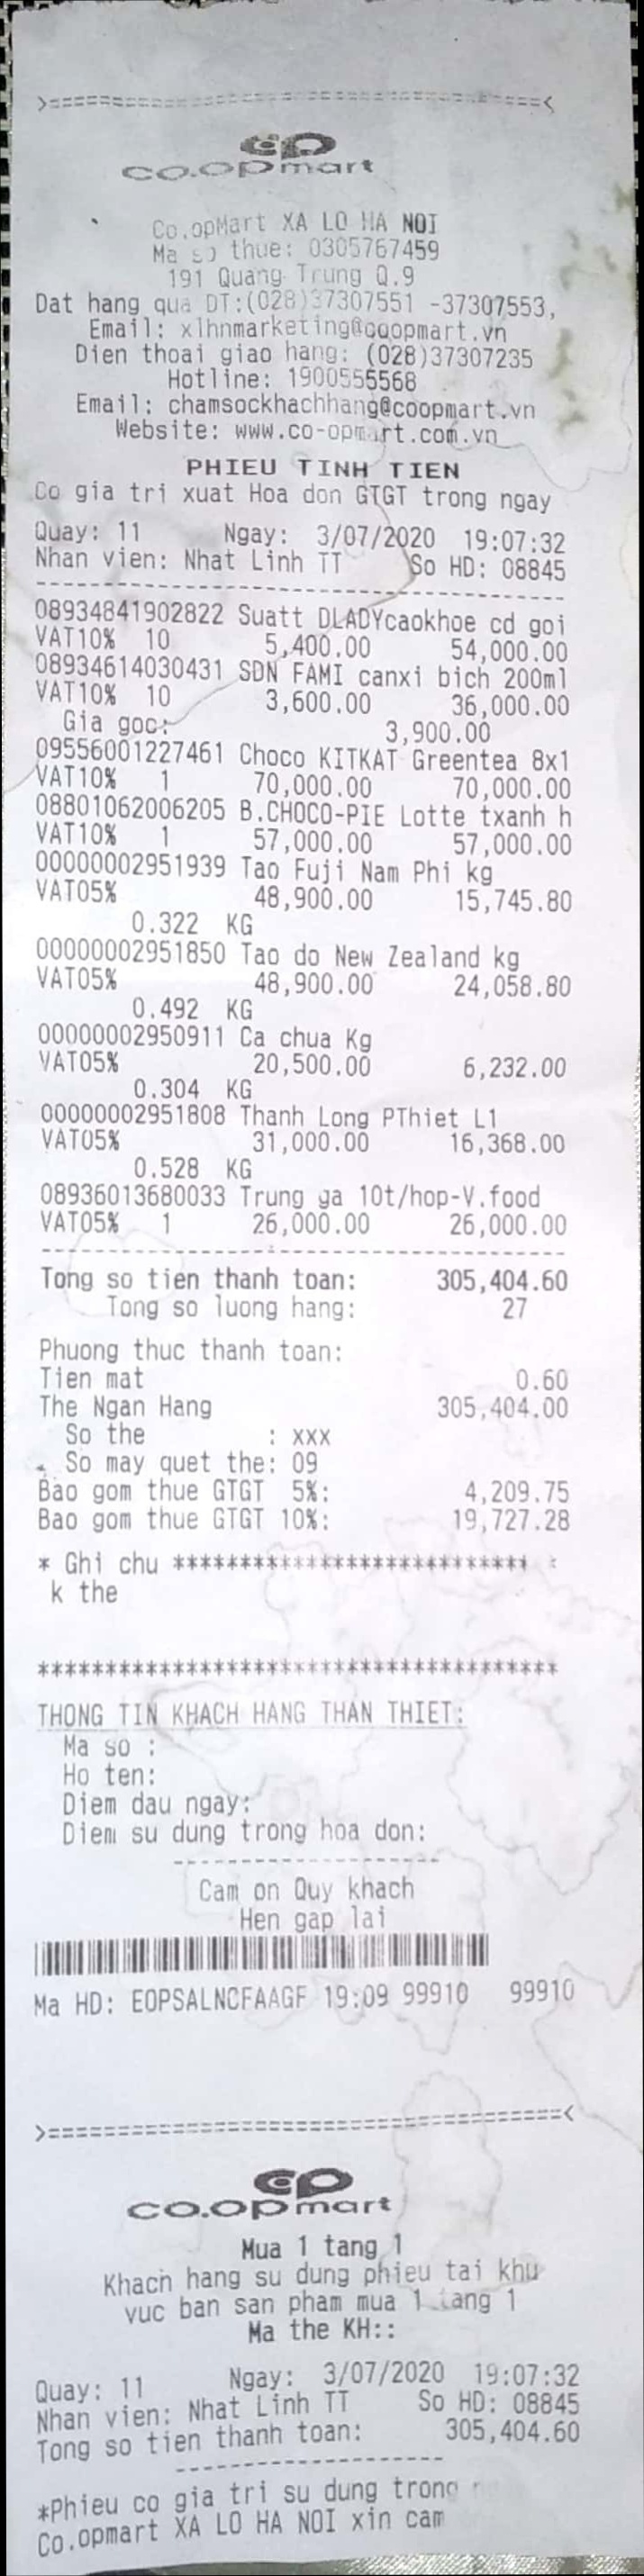 >=========================================<
co.opmart
Co.opMart XA LO HA NOI
Ma so thue: 0305767459
191 Quang Trung Q.9
Dat hang qua DT:(028)37307551 -37307553,
Email: xlhnmarketing@coopmart.vn
Dien thoai giao hang: (028)37307235
Hotline: 1900555568
Email: chamsockhachhang@coopmart.vn
Website: www.co-opmart.com.vn
PHIEU TINH TIEN
Co gia tri xuat Hoa don GTGT trong ngay
Quay: 11 Ngay: 3/07/2020 19:07:32
Nhan vien: Nhat Linh TT So HD: 08845
----------------------------------------
08934841902822 Suatt DLADYcaokhoe cd goi
VAT10% 10 5,400.00 54,000.00
08934614030431 SDN FAMI canxi bich 200ml
VAT10% 10 3,600.00 36,000.00
Gia goc: 3,900.00
09556001227461 Choco KITKAT Greentea 8x1
VAT10% 1 70,000.00 70,000.00
08801062006205 B.CHOCO-PIE Lotte txanh h
VAT10% 1 57,000.00 57,000.00
00000002951939 Tao Fuji Nam Phi kg
VAT05% 48,900.00 15,745.80
0.322 KG
00000002951850 Tao do New Zealand kg
VAT05% 48,900.00 24,058.80
0.492 KG
00000002950911 Ca chua Kg
VAT05% 20,500.00 6,232.00
0.304 KG
00000002951808 Thanh Long PThiet L1
VAT05% 31,000.00 16,368.00
0.528 KG
08936013680033 Trung ga 10t/hop-V.food
VAT05% 1 26,000.00 26,000.00
----------------------------------------
Tong so tien thanh toan: 305,404.60
Tong so luong hang: 27
Phuong thuc thanh toan:
Tien mat 0.60
The Ngan Hang 305,404.00
So the : xxx
So may quet the: 09
Bao gom thue GTGT 5%: 4,209.75
Bao gom thue GTGT 10%: 19,727.28
* Ghi chu ***************************
k the
****************************************
THONG TIN KHACH HANG THAN THIET:
Ma so :
Ho ten:
Diem dau ngay:
Diem su dung trong hoa don:
--------------------
Cam on Quy khach
Hen gap lai
Ma HD: EOPSALNCFAAGF 19:09 99910 99910
>=========================================<
co.opmart
Mua 1 tang 1
Khach hang su dung phieu tai khu
vuc ban san pham mua 1 tang 1
Ma the KH::
Quay: 11 Ngay: 3/07/2020 19:07:32
Nhan vien: Nhat Linh TT So HD: 08845
Tong so tien thanh toan: 305,404.60
--------------------
*Phieu co gia tri su dung trong
Co.opmart XA LO HA NOI xin cam